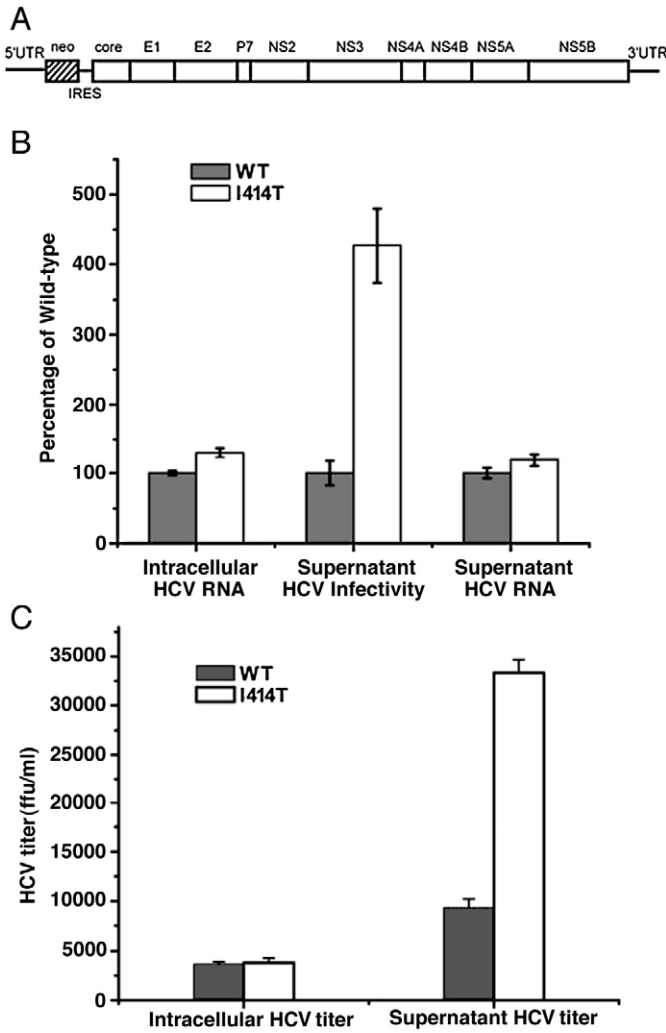 A
5'UTR neo core E1 E2 P7 NS2 NS3 NS4A NS4B NS5A NS5B 3'UTR
IRES
B
WT
I414T
Percentage of Wild-type
500
400
300
200
100
0
Intracellular HCV RNA
Supernatant HCV Infectivity
Supernatant HCV RNA
C
WT
I414T
HCV titer(ffu/ml)
35000
30000
25000
20000
15000
10000
5000
0
Intracellular HCV titer
Supernatant HCV titer